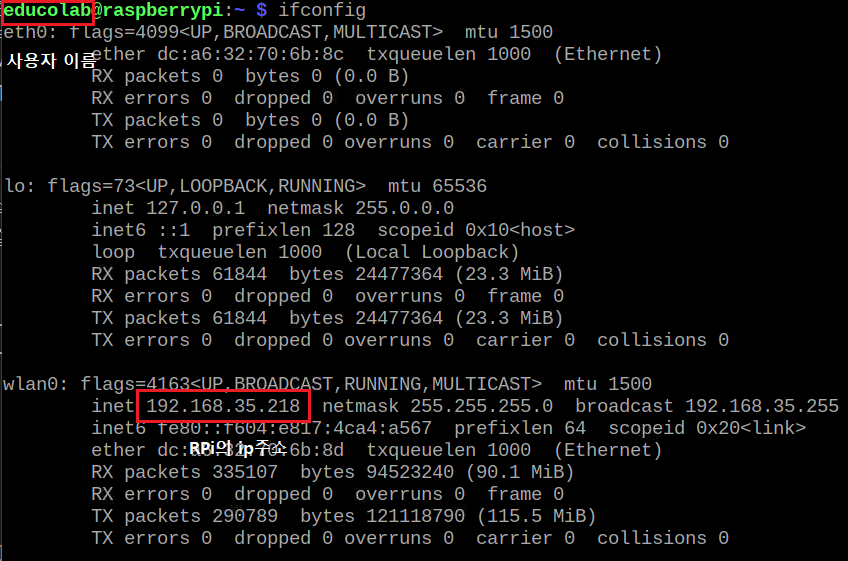 educolab@raspberrypi:~ $ ifconfig
eth0: flags=4099<UP,BROADCAST,MULTICAST>  mtu 1500
사용자 이름
ether dc:a6:32:70:6b:8c  txqueuelen 1000  (Ethernet)
RX packets 0  bytes 0 (0.0 B)
RX errors 0  dropped 0  overruns 0  frame 0
TX packets 0  bytes 0 (0.0 B)
TX errors 0  dropped 0 overruns 0  carrier 0  collisions 0
lo: flags=73<UP,LOOPBACK,RUNNING>  mtu 65536
inet 127.0.0.1  netmask 255.0.0.0
inet6 ::1  prefixlen 128  scopeid 0x10<host>
loop  txqueuelen 1000  (Local Loopback)
RX packets 61844  bytes 24477364 (23.3 MiB)
RX errors 0  dropped 0  overruns 0  frame 0
TX packets 61844  bytes 24477364 (23.3 MiB)
TX errors 0  dropped 0 overruns 0  carrier 0  collisions 0
wlan0: flags=4163<UP,BROADCAST,RUNNING,MULTICAST>  mtu 1500
inet 192.168.35.218  netmask 255.255.255.0  broadcast 192.168.35.255
inet6 prefixlen 64  scopeid 0x20<link>
RPi의 ip주소
ether txqueuelen 1000  (Ethernet)
RX packets 335107  bytes 94523240 (90.1 MiB)
RX errors 0  dropped 0  overruns 0  frame 0
TX packets 290789  bytes 121118790 (115.5 MiB)
TX errors 0  dropped 0 overruns 0  carrier 0  collisions 0